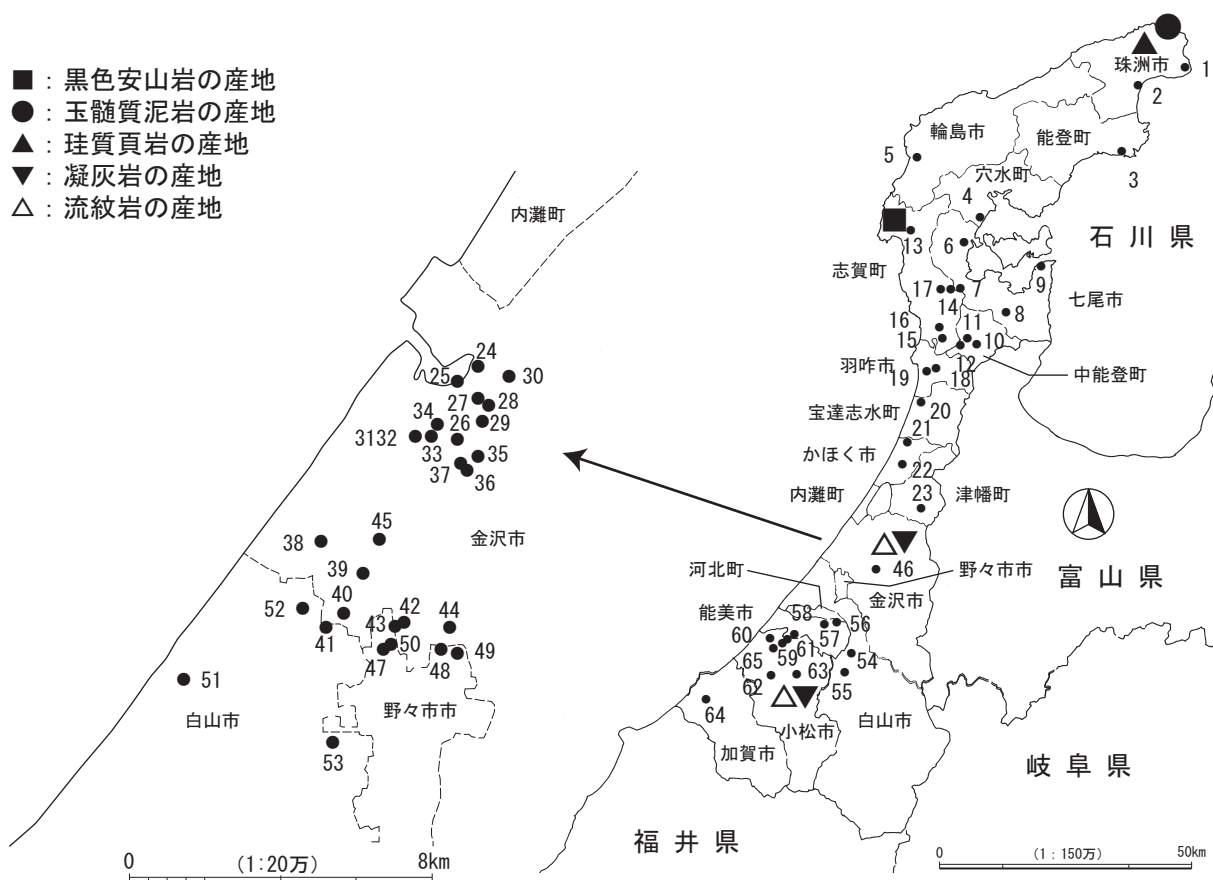 ■：黒色安山岩の産地
●：玉髄質泥岩の産地
▲：珪質頁岩の産地
▼：凝灰岩の産地
△：流紋岩の産地
内灘町
24
25
30
27
28
34
26
29
3132
33
35
37
36
金沢市
38
45
39
52
40
42
43
44
41
50
47
48
49
51
白山市
野々市市
53
0
(1:20万)
8km
珠洲市
1
2
輪島市
能登町
5
3
穴水町
4
石川県
13
6
志賀町
9
17
7
七尾市
14
8
16
11
15
10
羽咋市
12
中能登町
19
18
宝達志水町
20
21
かほく市
22
内灘町
23
津幡町
46
河北町
野々市市
富山県
能美市
金沢市
58
56
60
57
61
65
59
54
63
62
55
64
小松市
白山市
加賀市
岐阜県
福井県
0
(1：150万)
50km